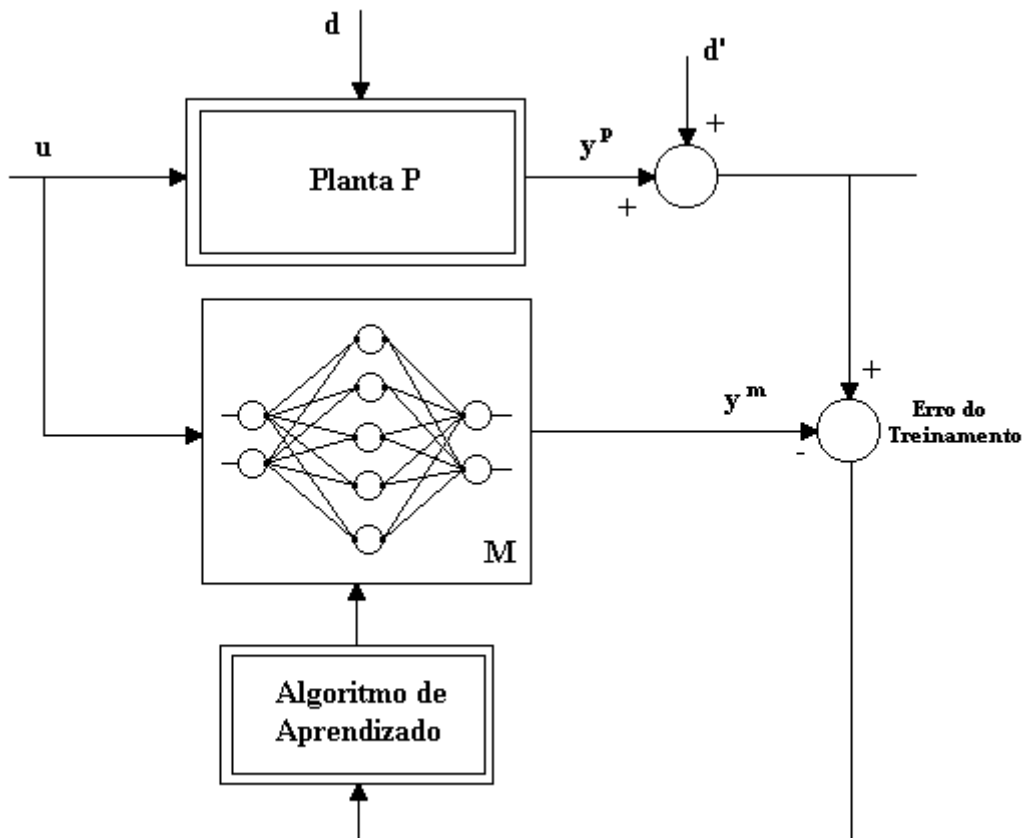 d
d'
u
y p
+
Planta P
+
+
y m
Erro do
Treinamento
-
M
Algoritmo de
Aprendizado